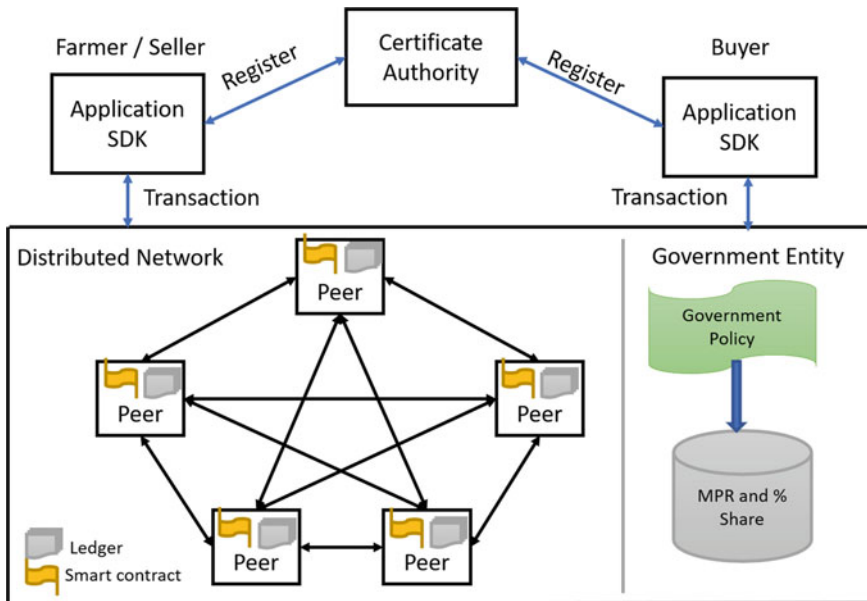 Farmer / Seller
Certificate
Authority
Buyer
Register
Register
Application
SDK
Application
SDK
Transaction
Transaction
Distributed Network
Government Entity
Peer
Government
Policy
Peer
Peer
MPR and %
Share
Peer
Peer
Ledger
Smart contract